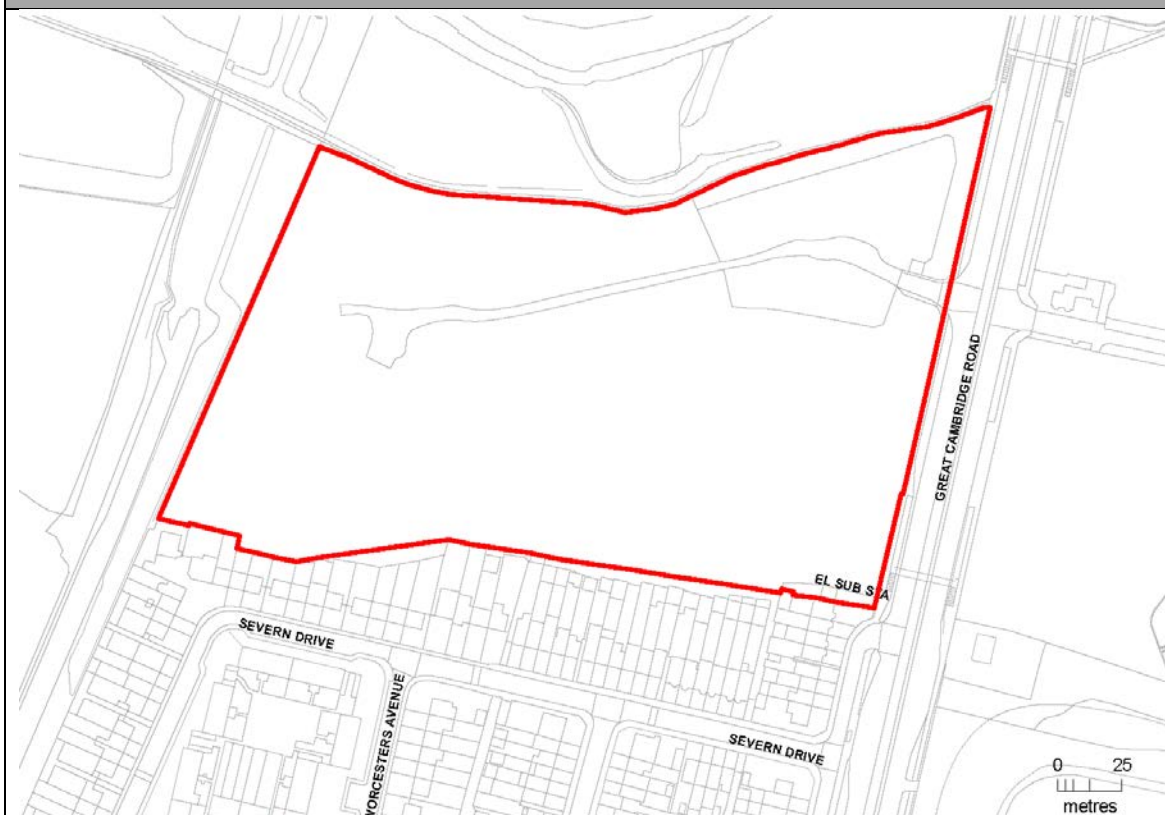 GREAT CAMBRIDGE ROAD
EL SUB STA
SEVERN DRIVE
WORCESTERS AVENUE
SEVERN DRIVE
0 25
metres